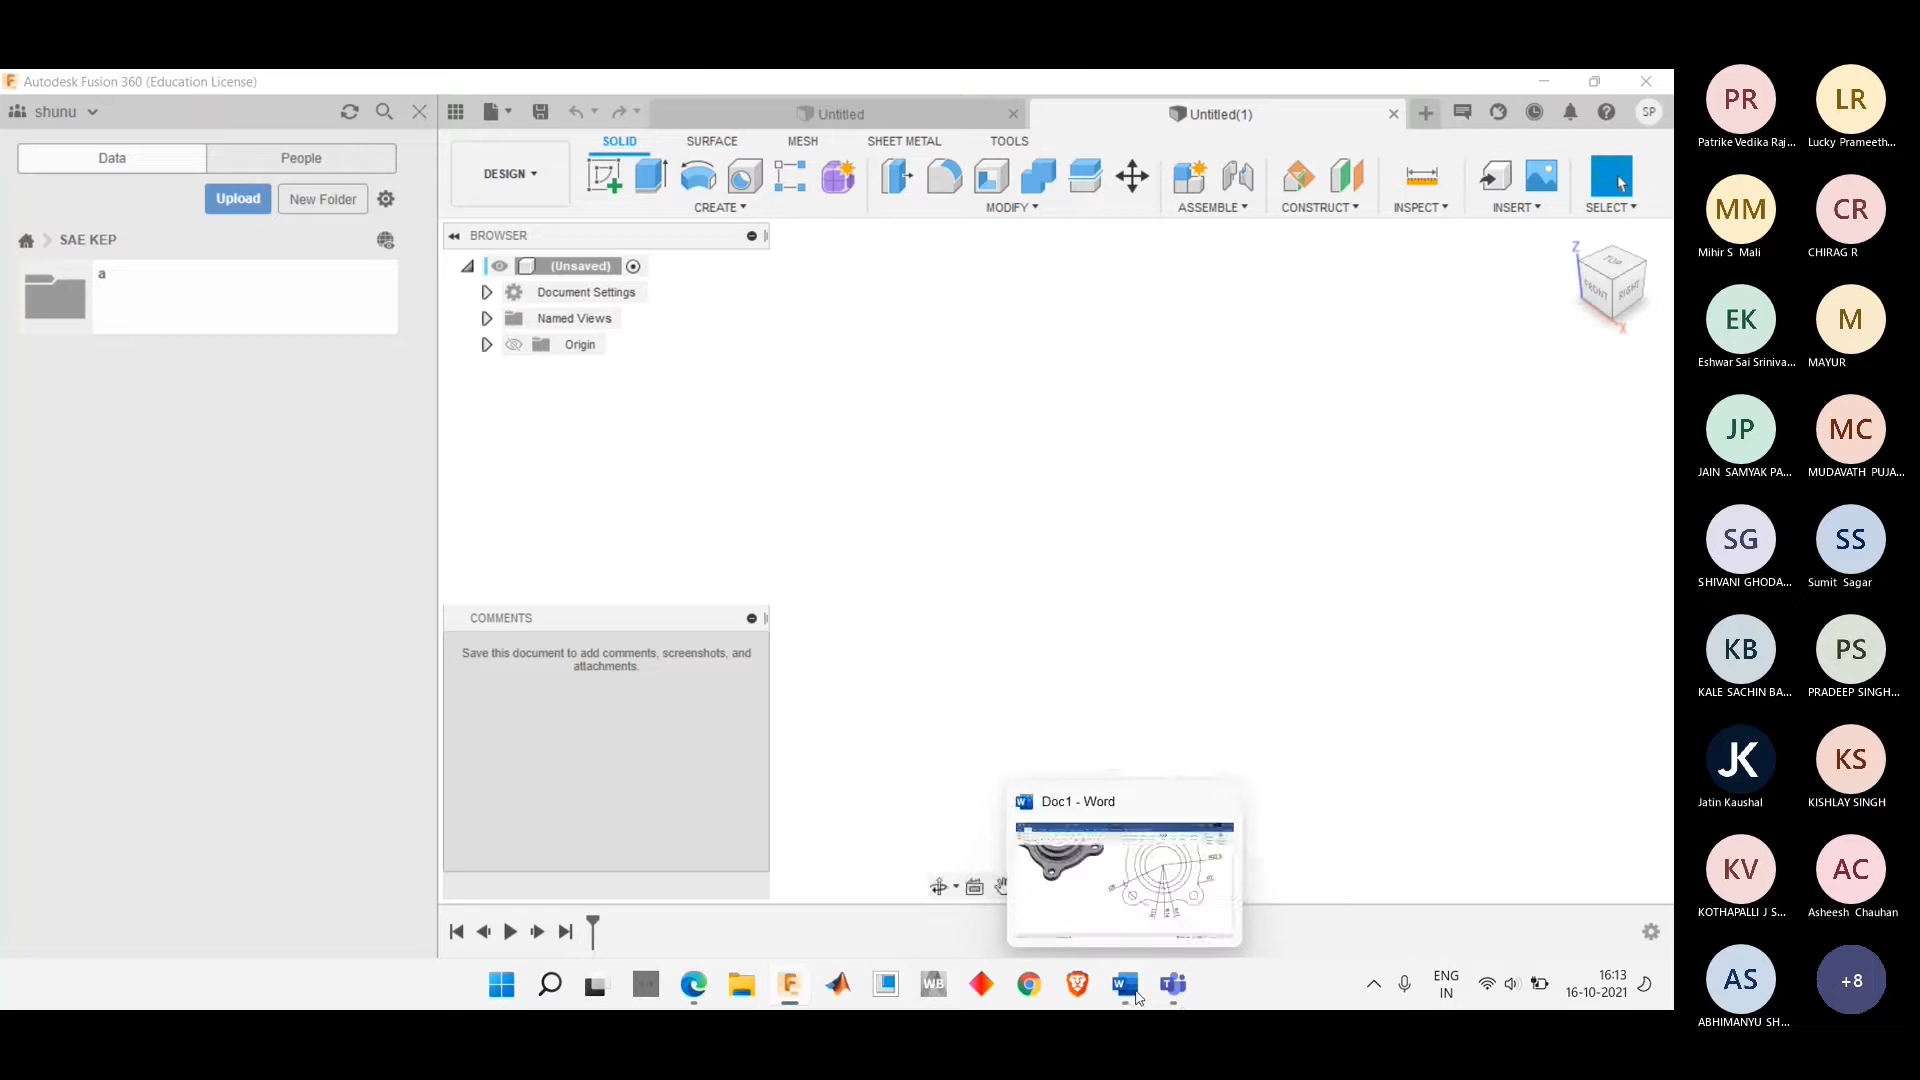 Autodesk Fusion 360 (Education License)
shunu
Untitled
Untitled(1)
SP
Data
People
Upload
New Folder
SAE KEP
a
SOLID
SURFACE
MESH
SHEET METAL
TOOLS
DESIGN
CREATE
MODIFY
ASSEMBLE
CONSTRUCT
INSPECT
INSERT
SELECT
BROWSER
(Unsaved)
Document Settings
Named Views
Origin
Z
TOP
FRONT
RIGHT
X
COMMENTS
Save this document to add comments, screenshots, and
attachments.
Doc1 - Word
WB
ENG
IN
16:13
16-10-2021
PR
Patrike Vedika Raj...
LR
Lucky Prameeth...
MM
Mihir S Mali
CR
CHIRAG R
EK
Eshwar Sai Sriniva...
M
MAYUR
JP
JAIN SAMYAK PA...
MC
MUDAVATH PUJA...
SG
SHIVANI GHODA...
SS
Sumit Sagar
KB
KALE SACHIN BA...
PS
PRADEEP SINGH...
JK
Jatin Kaushal
KS
KISHLAY SINGH
KV
KOTHAPALLI J S...
AC
Asheesh Chauhan
AS
ABHIMANYU SH...
+8